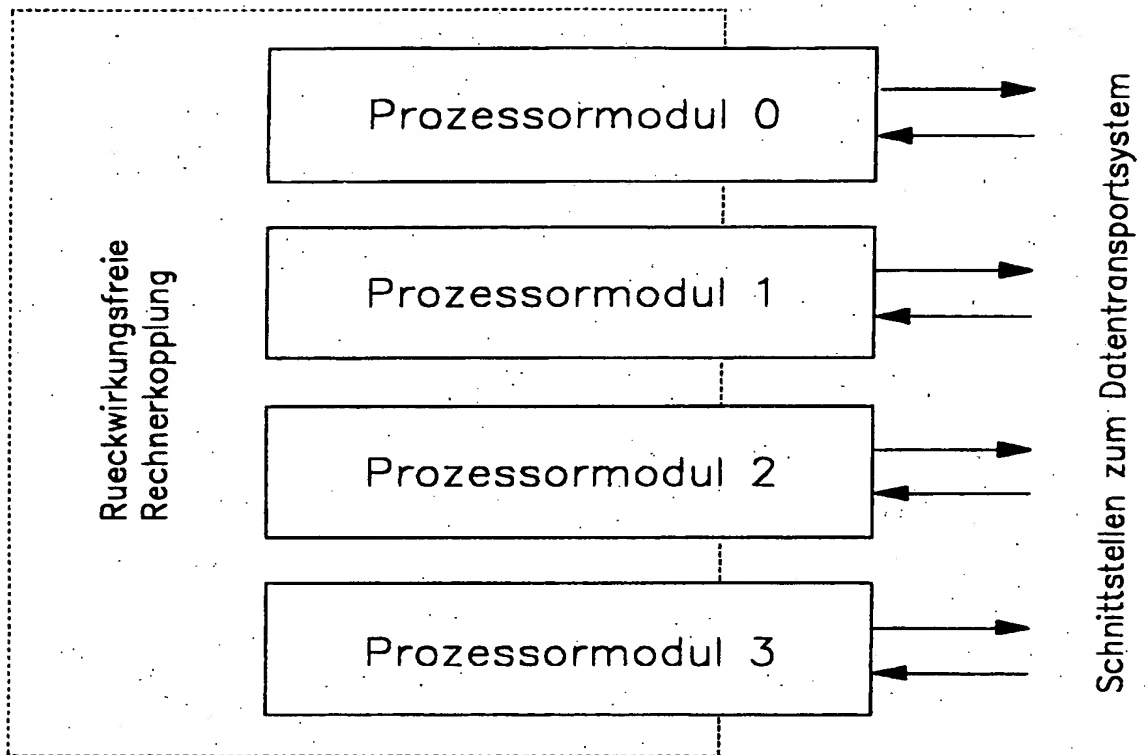 Prozessormodul 0
Prozessormodul 1
Prozessormodul 2
Prozessormodul 3
Rueckwirkungsfreie
Rechnerkopplung
Schnittstellen zum Datentransportsystem